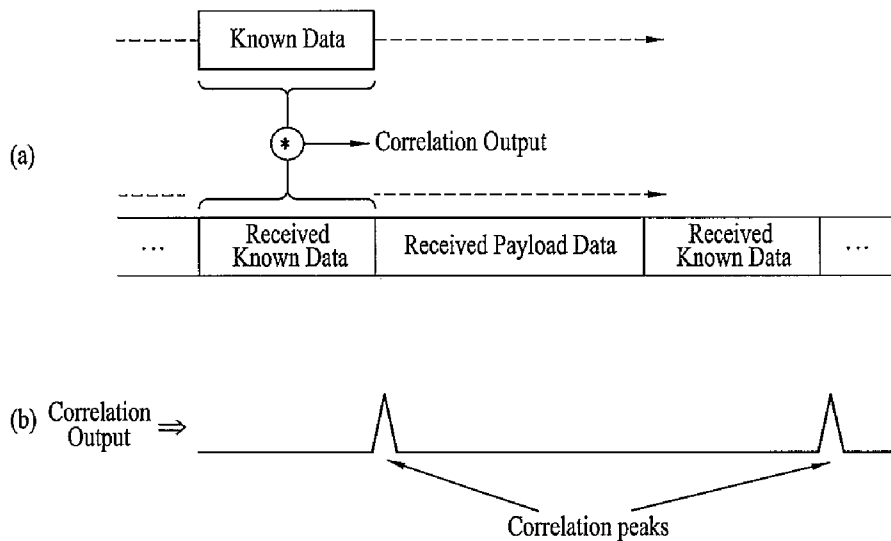 Known Data
(a)
*
Correlation Output
...
Received
Known Data
Received Payload Data
Received
Known Data
...
(b)
Correlation
Output
⇒
Correlation peaks